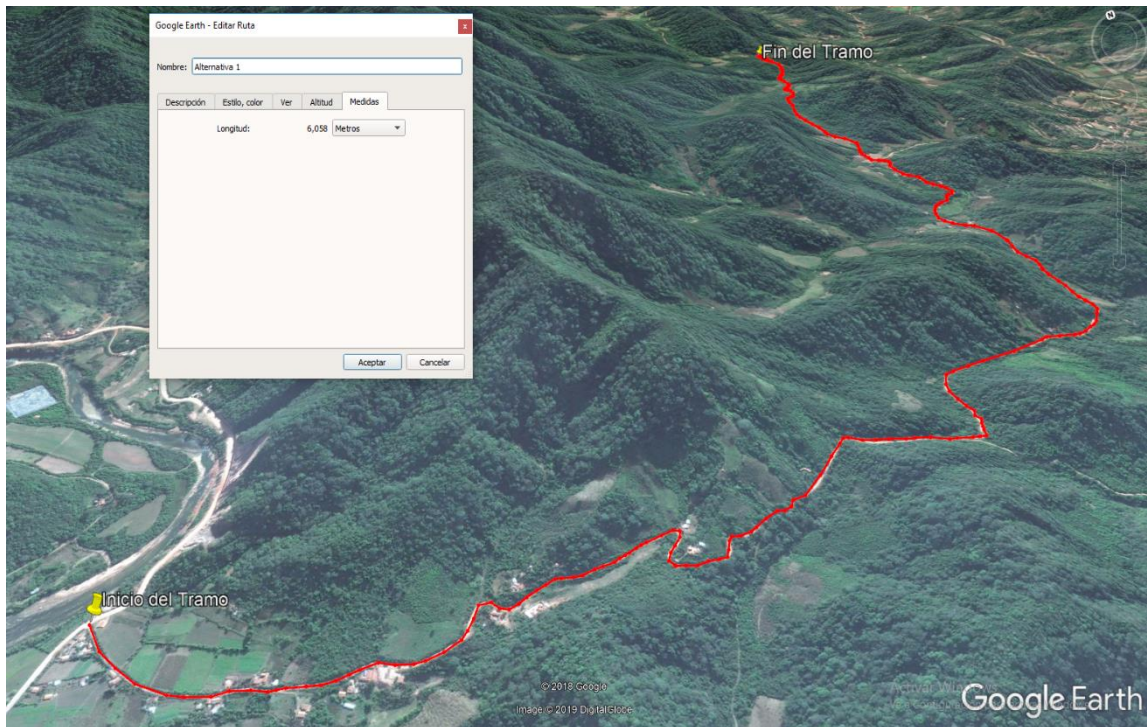 Google Earth - Editar Ruta
x
Nombre: Alternativa 1
Descripción Estilo, color Ver Altitud Medidas
Longitud: 6,058 Metros
Aceptar Cancelar
N
Fin del Tramo
Inicio del Tramo
© 2018 Google
Image © 2019 DigitalGlobe
Google Earth